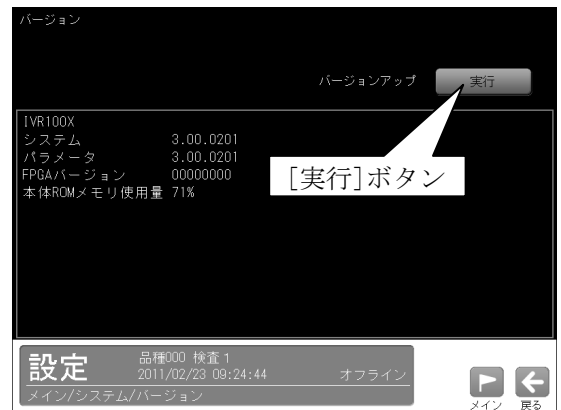 バージョン
バージョンアップ 実行
IVR100X
システム 3.00.0201
パラメータ 3.00.0201
FPGAバージョン 00000000
本体ROMメモリ使用量 71%
[実行]ボタン
設定 品種000 検査1
2011/02/23 09:24:44 オフライン
メイン/システム/バージョン
メイン 戻る